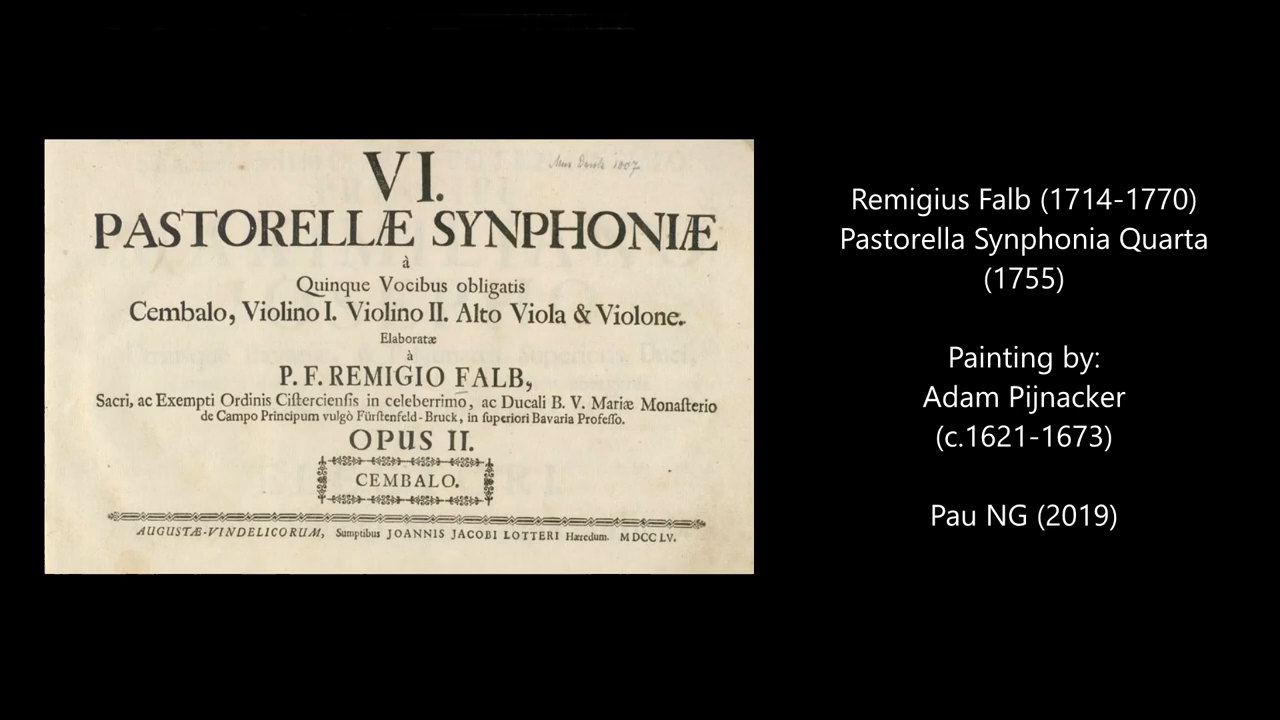 VI.
PASTORELLÆ SYNPHONIÆ
à
Quinque Vocibus obligatis
Cembalo, Violino I. Violino II. Alto Viola & Violone.
Elaboratæ
à
P. F. REMIGIO FALB,
Sacri, ac Exempti Ordinis Ciſtercienſis in celeberrimo, ac Ducali B. V. Mariæ Monaſterio
de Campo Principum vulgò Fürſtenfeld-Bruck, in ſuperiori Bavaria Profeſſo.
OPUS II.
CEMBALO.
AUGUSTÆ-VINDELICORUM, Sumptibus JOANNIS JACOBI LOTTERI Hæredum. MDCCLV.
Remigius Falb (1714-1770)
Pastorella Synphonia Quarta
(1755)
Painting by:
Adam Pijnacker
(c.1621-1673)
Pau NG (2019)